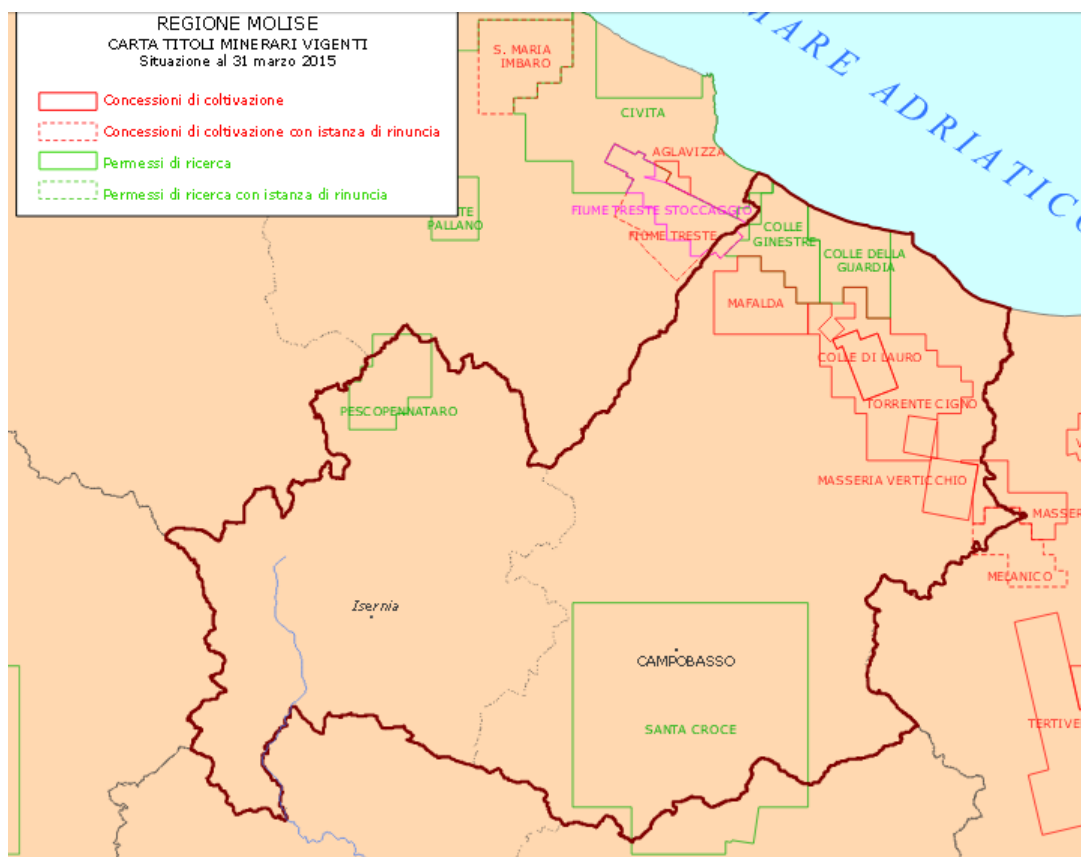 REGIONE MOLISE
CARTA TITOLI MINERARI VIGENTI
Situazione al 31 marzo 2015
Concessioni di coltivazione
Concessioni di coltivazione con istanza di rinuncia
Permessi di ricerca
Permessi di ricerca con istanza di rinuncia
MARE ADRIATICO
S. MARIA
IMBARO
CIVITA
AGLAVIZZA
PALLANO
FIUME TRESTE STOCCAGGIO
FIUME TRESTE
COLLE
GINESTRE
COLLE DELLA
GUARDIA
MAFALDA
COLLE DI LAURO
PESCOPENNATARO
TORRENTE CIGNO
MASSERIA VERTICCHIO
MASSER
MELANICO
Isernia
CAMPOBASSO
SANTA CROCE
TERTIVE